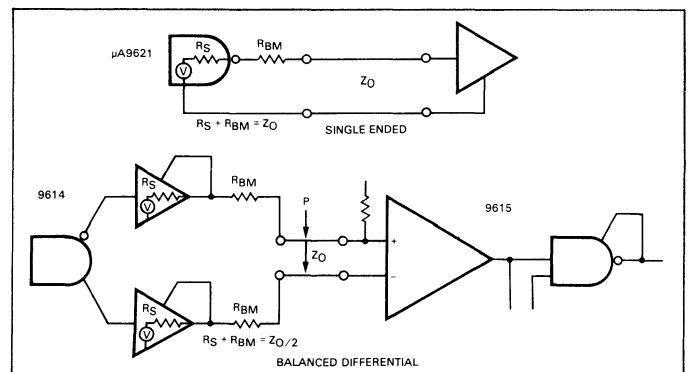 μA9621
RS
RBM
V
ZO
RS + RBM = ZO
SINGLE ENDED
9614
RS
V
RBM
P
ZO
+
−
9615
RS
V
RBM
RS + RBM = ZO/2
BALANCED DIFFERENTIAL